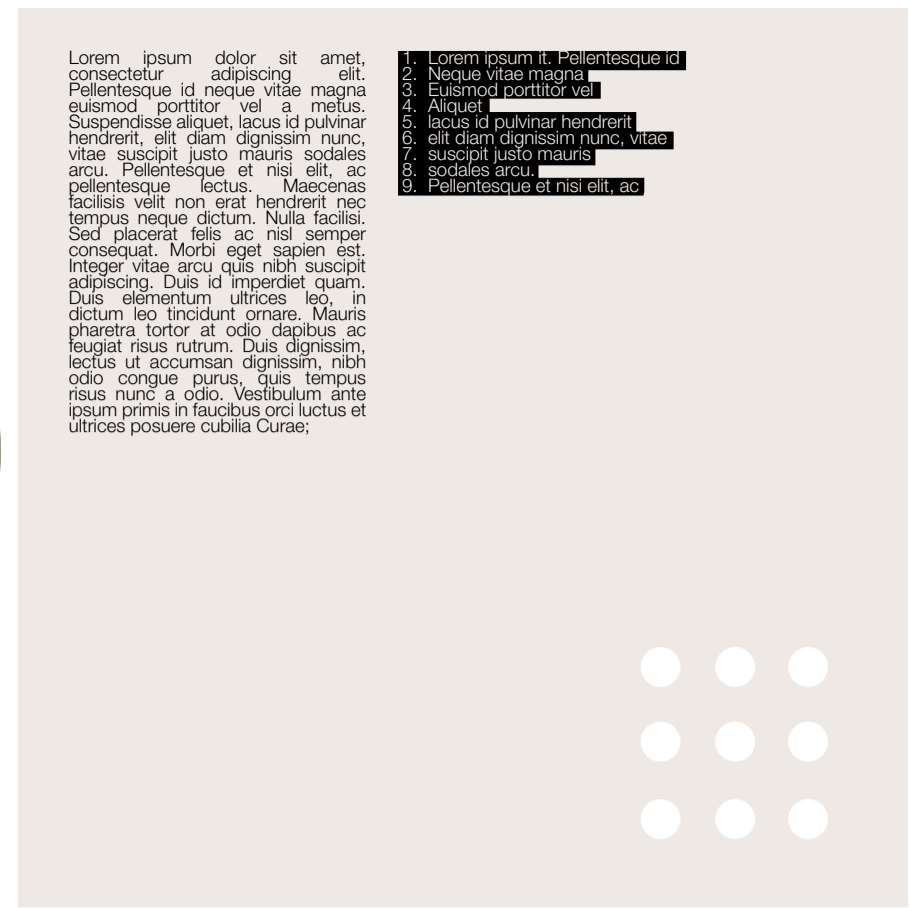 Lorem ipsum dolor sit amet,
consectetur adipiscing elit.
Pellentesque id neque vitae magna
euismod porttitor vel a metus.
Suspendisse aliquet, lacus id pulvinar
hendrerit, elit diam dignissim nunc,
vitae suscipit justo mauris sodales
arcu. Pellentesque et nisi elit, ac
pellentesque lectus. Maecenas
facilisis velit non erat hendrerit nec
tempus neque dictum. Nulla facilisi.
Sed placerat felis ac nisl semper
consequat. Morbi eget sapien est.
Integer vitae arcu quis nibh suscipit
adipiscing. Duis id imperdiet quam.
Duis elementum ultrices leo, in
dictum leo tincidunt ornare. Mauris
pharetra tortor at odio dapibus ac
feugiat risus rutrum. Duis dignissim,
lectus ut accumsan dignissim, nibh
odio congue purus, quis tempus
risus nunc a odio. Vestibulum ante
ipsum primis in faucibus orci luctus et
ultrices posuere cubilia Curae;
1. Lorem ipsum it. Pellentesque id
2. Neque vitae magna
3. Euismod porttitor vel
4. Aliquet
5. lacus id pulvinar hendrerit
6. elit diam dignissim nunc, vitae
7. suscipit justo mauris
8. sodales arcu.
9. Pellentesque et nisi elit, ac